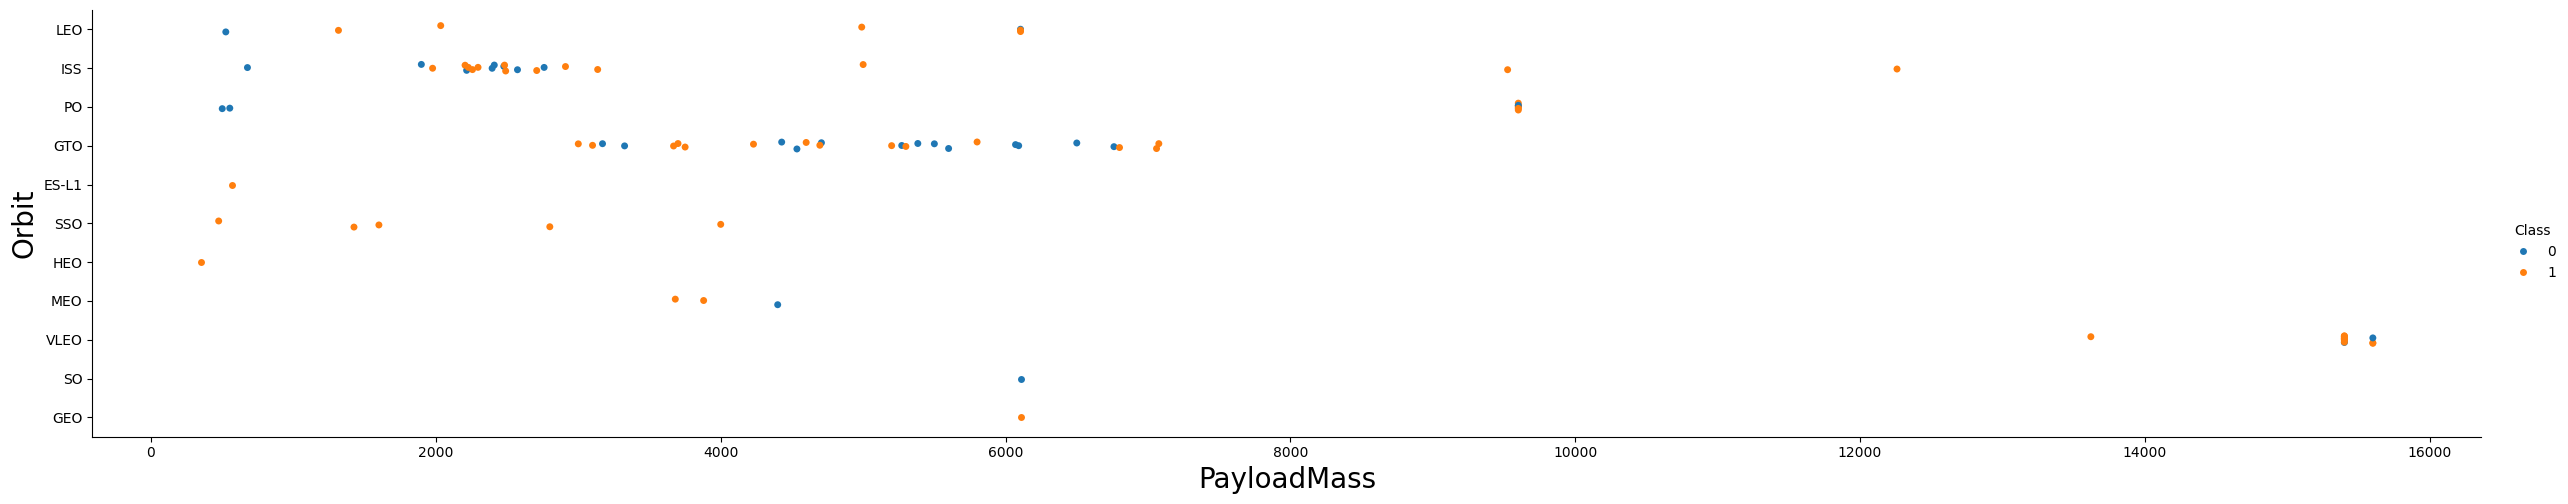 Orbit
LEO
ISS
PO
GTO
ES-L1
SSO
HEO
MEO
VLEO
SO
GEO
0 2000 4000 6000 8000 10000 12000 14000 16000
PayloadMass
Class
0
1